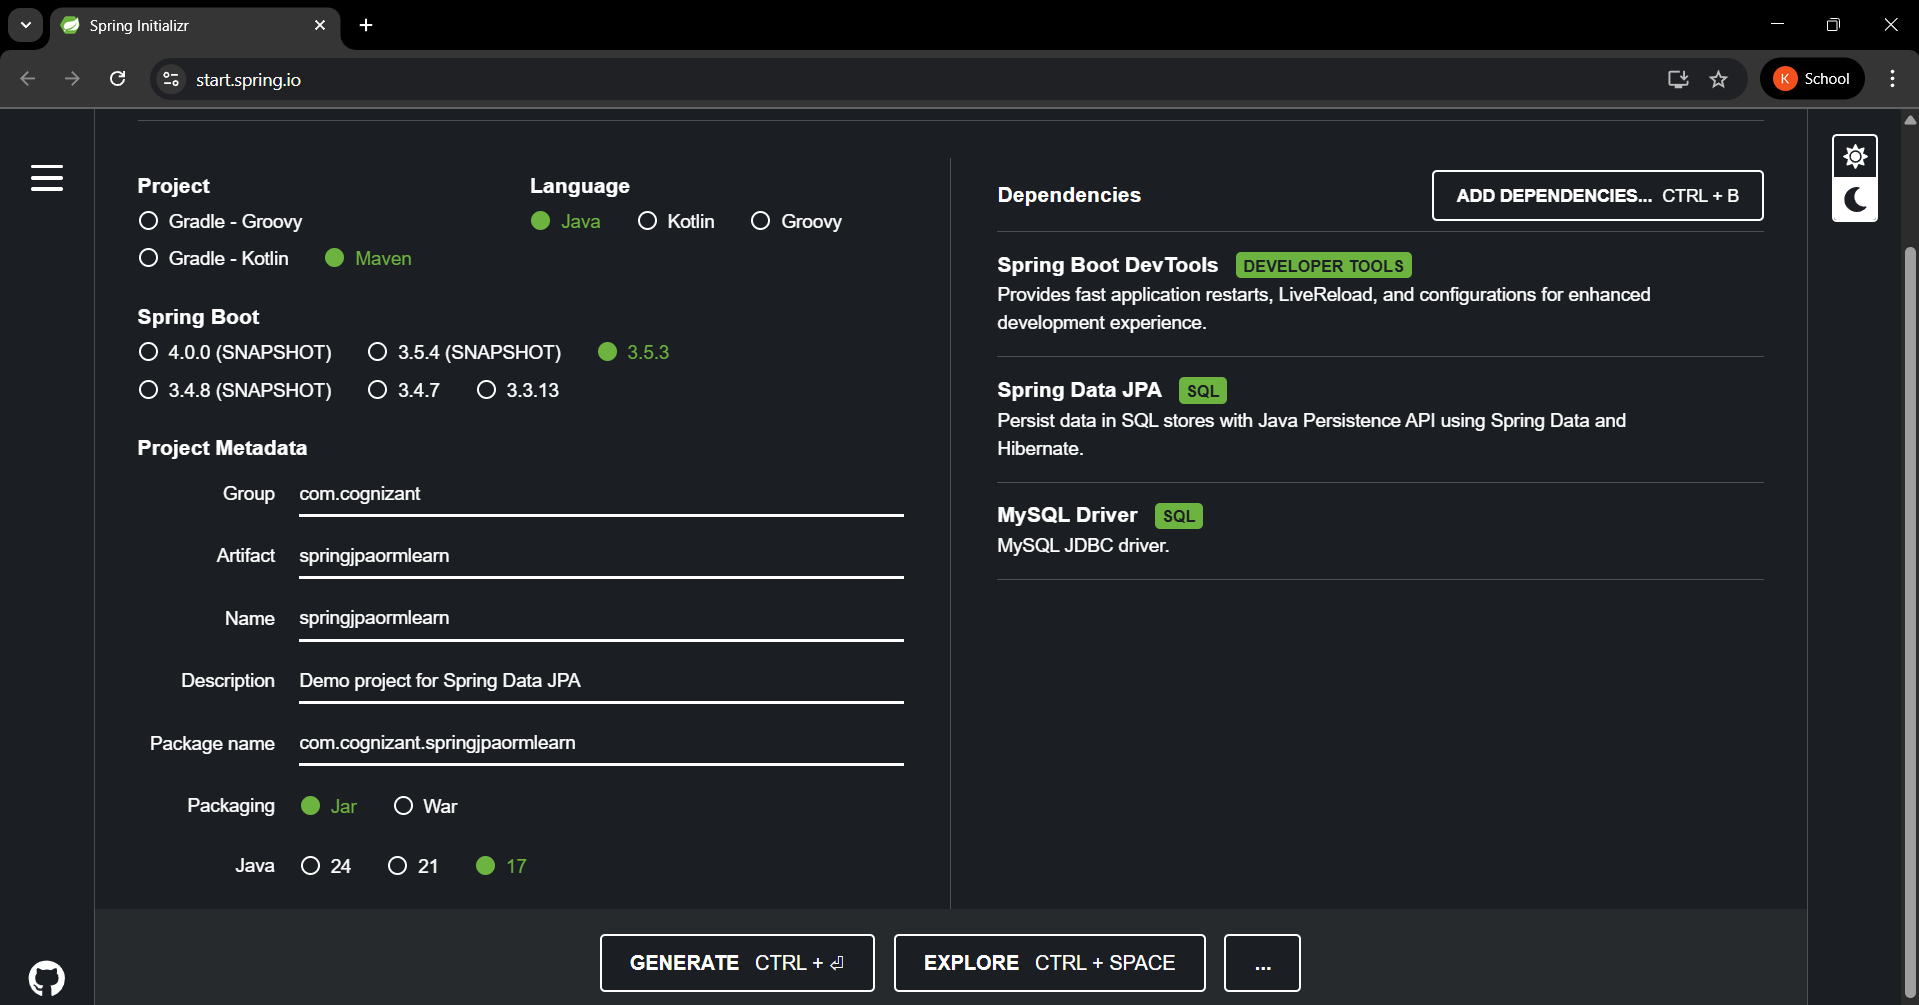 Spring Initializr
start.spring.io
K School
Project
Gradle - Groovy
Gradle - Kotlin Maven
Language
Java Kotlin Groovy
Spring Boot
4.0.0 (SNAPSHOT) 3.5.4 (SNAPSHOT) 3.5.3
3.4.8 (SNAPSHOT) 3.4.7 3.3.13
Project Metadata
Group com.cognizant
Artifact springjpaormlearn
Name springjpaormlearn
Description Demo project for Spring Data JPA
Package name com.cognizant.springjpaormlearn
Packaging Jar War
Java 24 21 17
Dependencies
ADD DEPENDENCIES... CTRL + B
Spring Boot DevTools DEVELOPER TOOLS
Provides fast application restarts, LiveReload, and configurations for enhanced
development experience.
Spring Data JPA SQL
Persist data in SQL stores with Java Persistence API using Spring Data and
Hibernate.
MySQL Driver SQL
MySQL JDBC driver.
GENERATE CTRL + ⏎
EXPLORE CTRL + SPACE
...